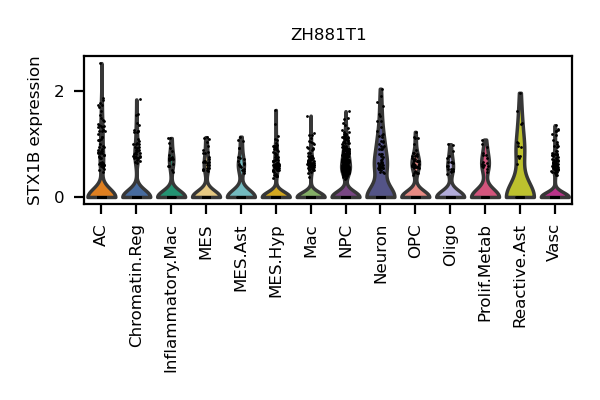 ZH881T1
STX1B expression
2
0
AC
Chromatin.Reg
Inflammatory.Mac
MES
MES.Ast
MES.Hyp
Mac
NPC
Neuron
OPC
Oligo
Prolif.Metab
Reactive.Ast
Vasc